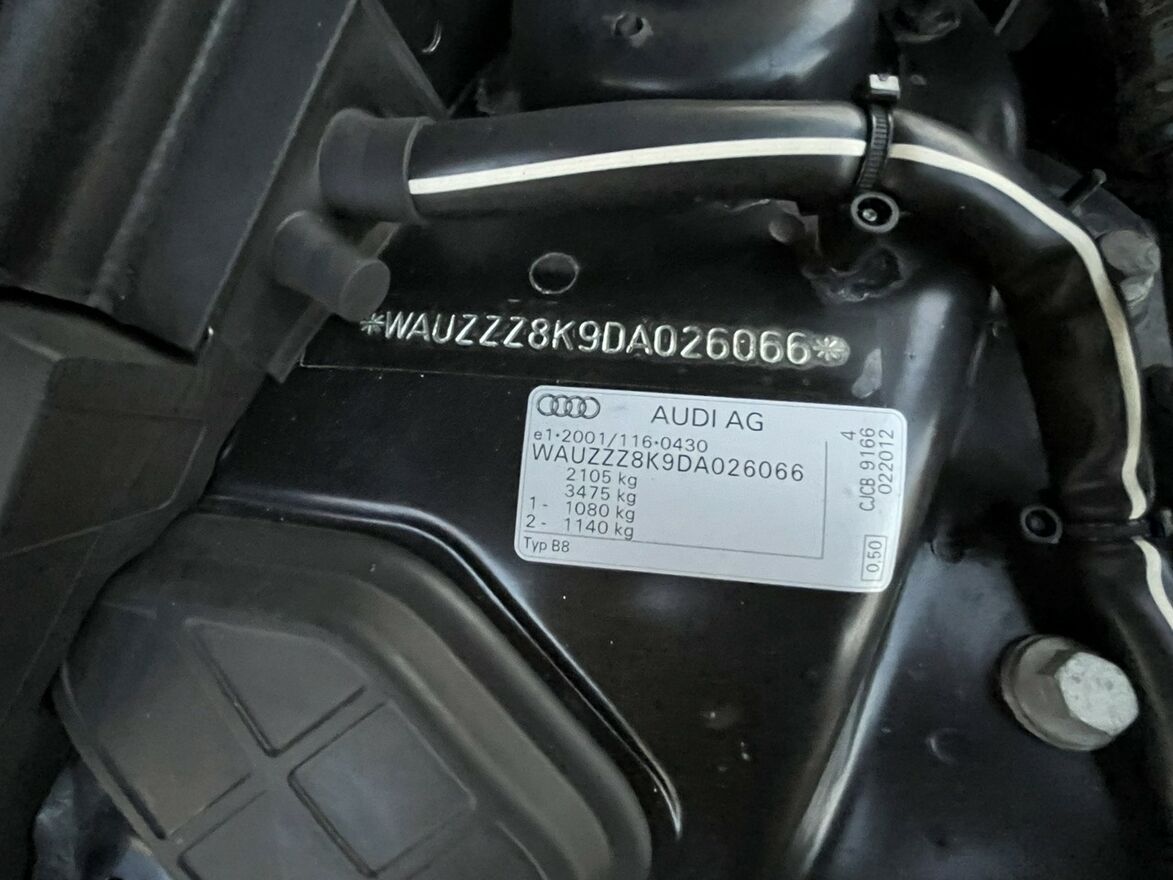 *WAUZZZ8K9DA026066*
AUDI AG
e1•2001/116•0430
WAUZZZ8K9DA026066
2105 kg
3475 kg
1 - 1080 kg
2 - 1140 kg
Typ B8
4
CJCB 9166
022012
0,50